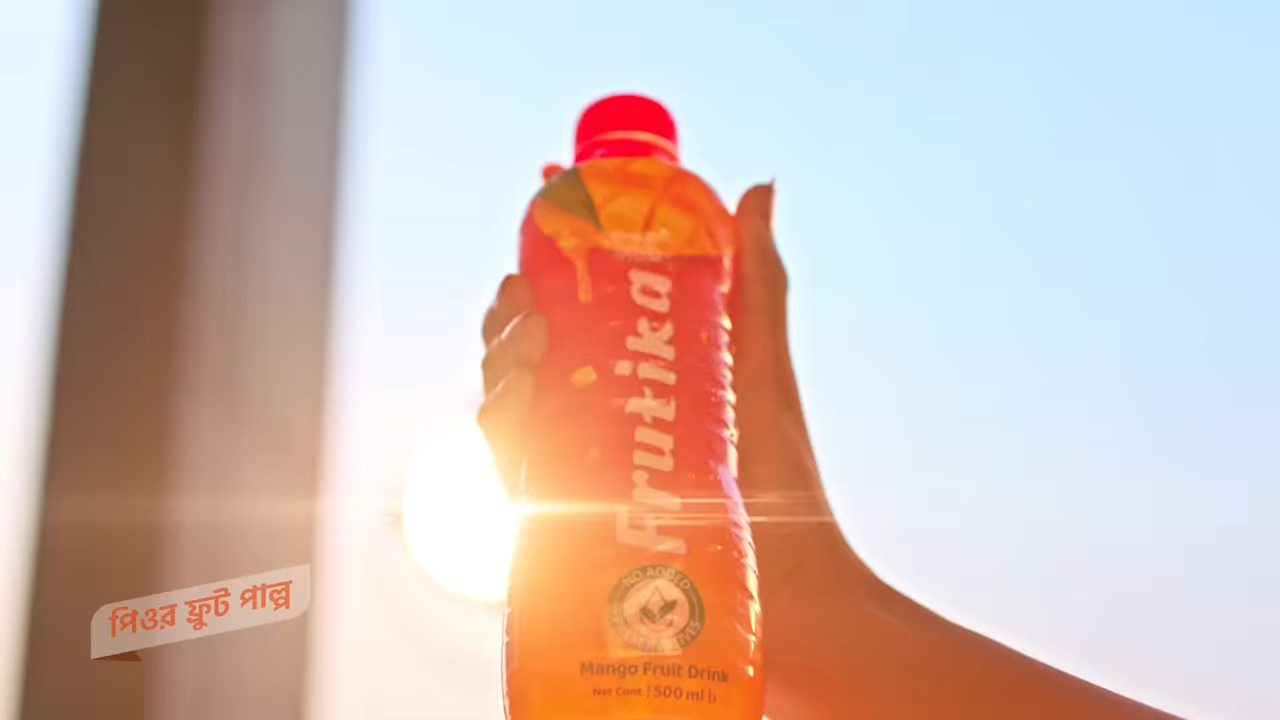 Frutika
NO ADDED
Mango Fruit Drink
Net Cont. 500 ml
পিওর ফ্রুট পাল্প